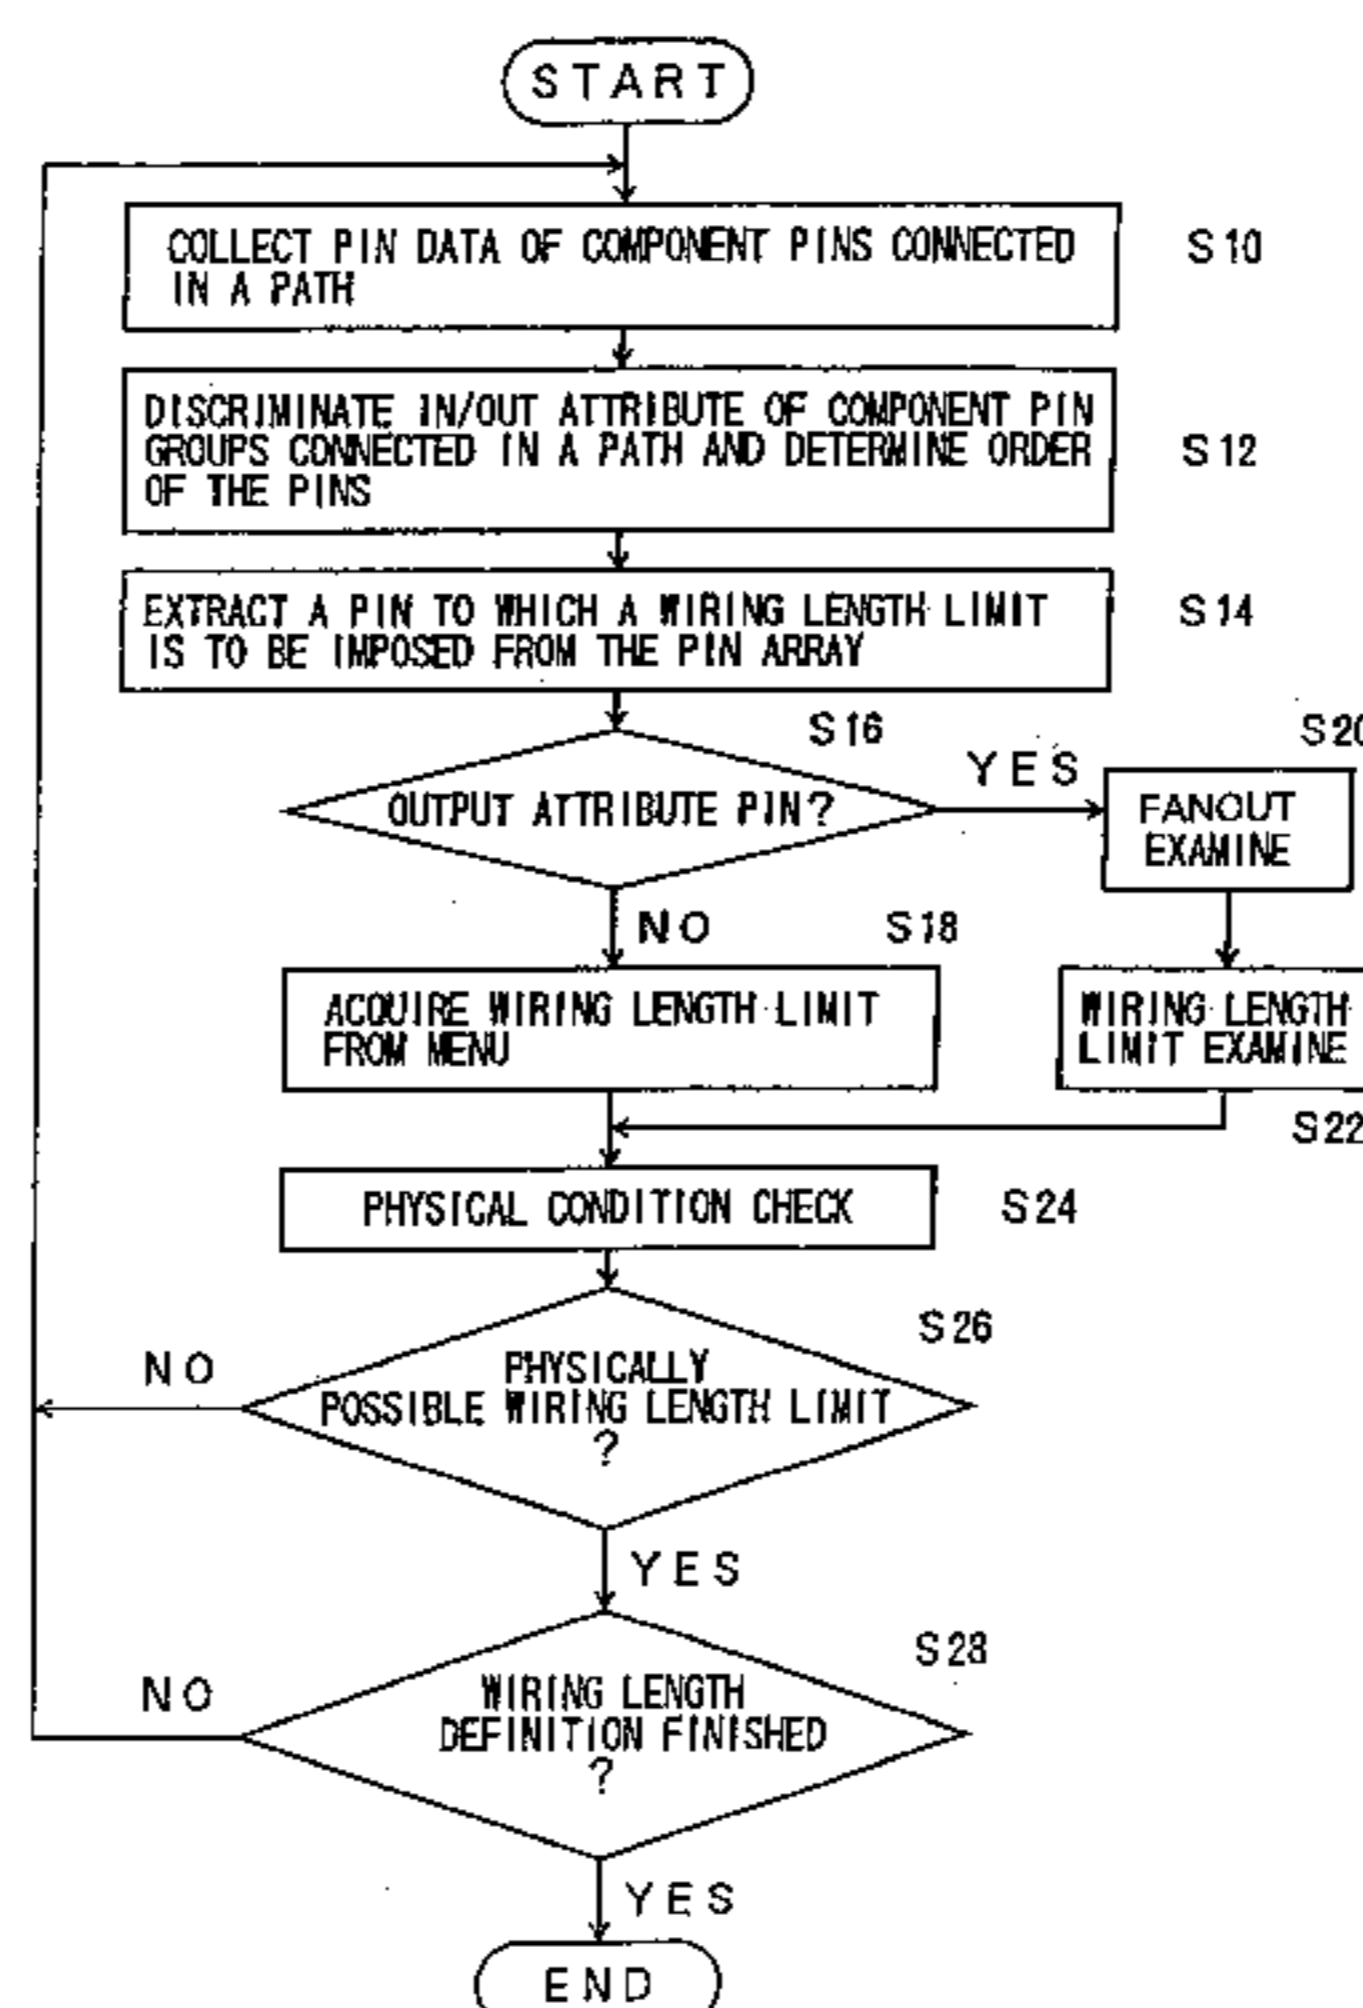 START
COLLECT PIN DATA OF COMPONENT PINS CONNECTED
IN A PATH
S10
DISCRIMINATE IN/OUT ATTRIBUTE OF COMPONENT PIN
GROUPS CONNECTED IN A PATH AND DETERMINE ORDER
OF THE PINS
S12
EXTRACT A PIN TO WHICH A WIRING LENGTH LIMIT
IS TO BE IMPOSED FROM THE PIN ARRAY
S14
S16
OUTPUT ATTRIBUTE PIN?
YES
S20
FANOUT
EXAMINE
NO
S18
ACQUIRE WIRING LENGTH LIMIT
FROM MENU
WIRING LENGTH
LIMIT EXAMINE
S22
PHYSICAL CONDITION CHECK
S24
S26
PHYSICALLY
POSSIBLE WIRING LENGTH LIMIT
?
NO
YES
S28
WIRING LENGTH
DEFINITION FINISHED
?
NO
YES
END